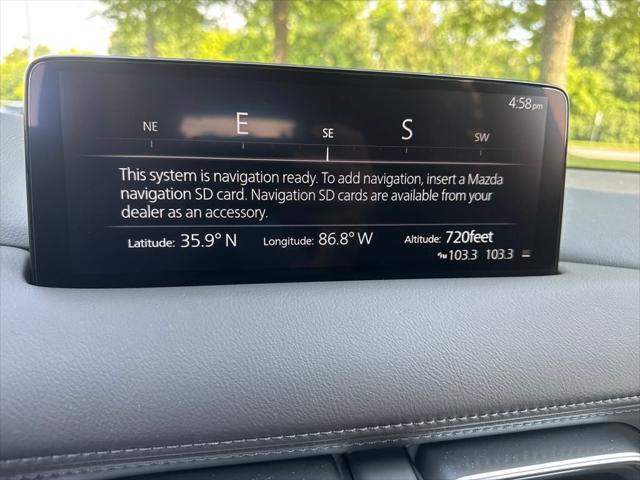 4:58pm
NE E SE S SW
This system is navigation ready. To add navigation, insert a Mazda
navigation SD card. Navigation SD cards are available from your
dealer as an accessory.
Latitude: 35.9° N Longitude: 86.8° W Altitude: 720feet
FM 103.3 103.3